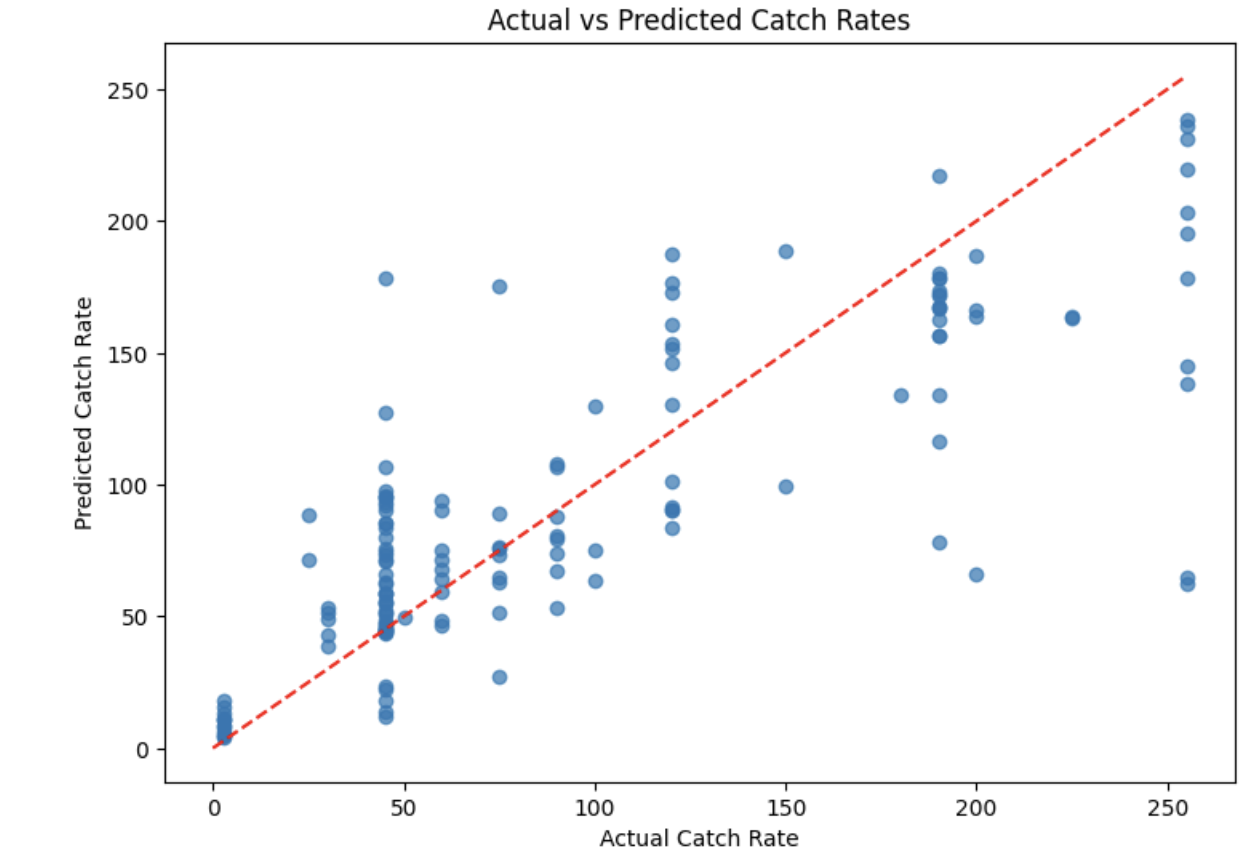 Actual vs Predicted Catch Rates
Predicted Catch Rate
250
200
150
100
50
0
0 50 100 150 200 250
Actual Catch Rate